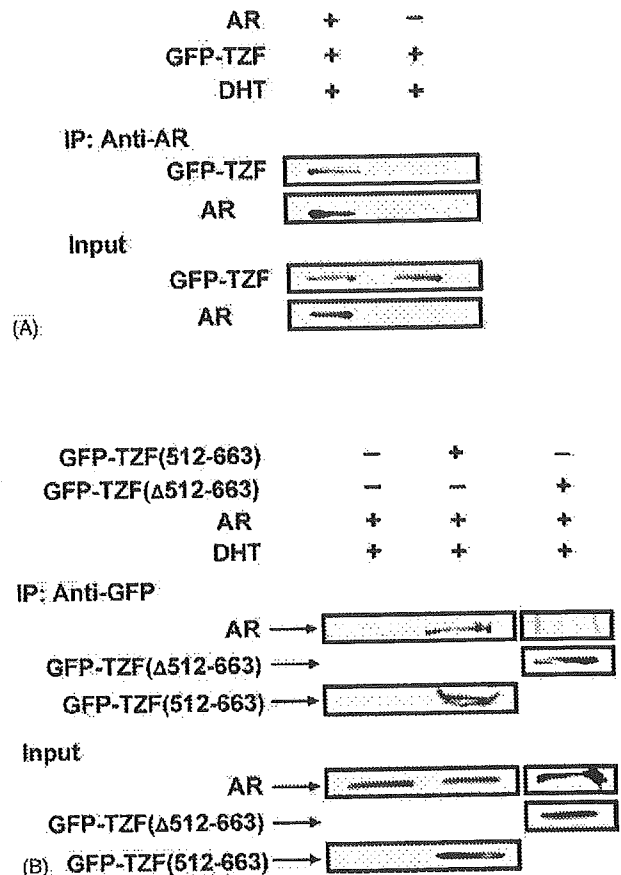 AR + −
GFP-TZF + +
DHT + +
IP: Anti-AR
GFP-TZF
AR
Input
GFP-TZF
AR
(A)
GFP-TZF(512-663) − + −
GFP-TZF(Δ512-663) − − +
AR + + +
DHT + + +
IP: Anti-GFP
AR
GFP-TZF(Δ512-663)
GFP-TZF(512-663)
Input
AR
GFP-TZF(Δ512-663)
(B) GFP-TZF(512-663)